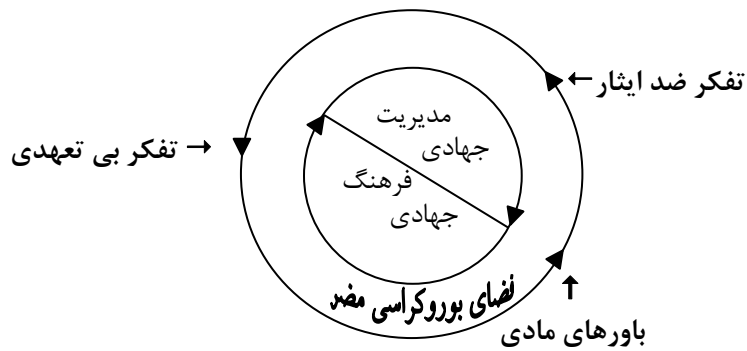 تفکر ضد ایثار
مدیریت
جهادی
تفکر بی تعهدی
فرهنگ
جهادی
فضای بوروکراسی مضر
باورهای مادی